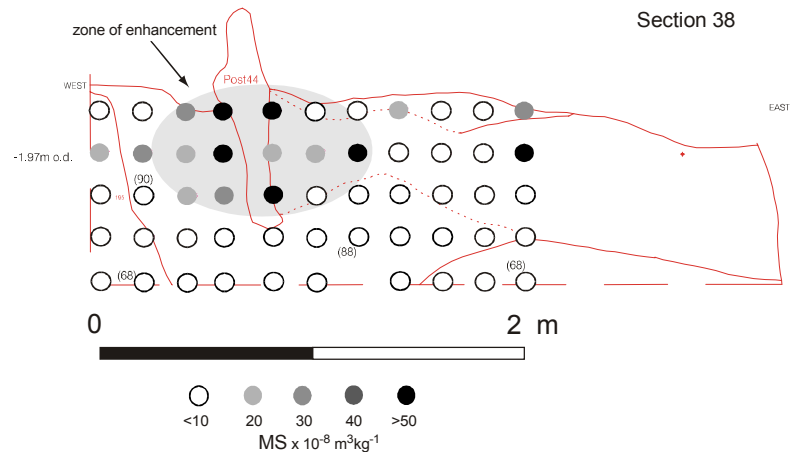 Section 38
zone of enhancement
Post44
WEST
EAST
-1.97m o.d.
(90)
(88)
(68)
(68)
0 2 m
<10 20 30 40 >50
MS x 10⁻⁸ m³kg⁻¹